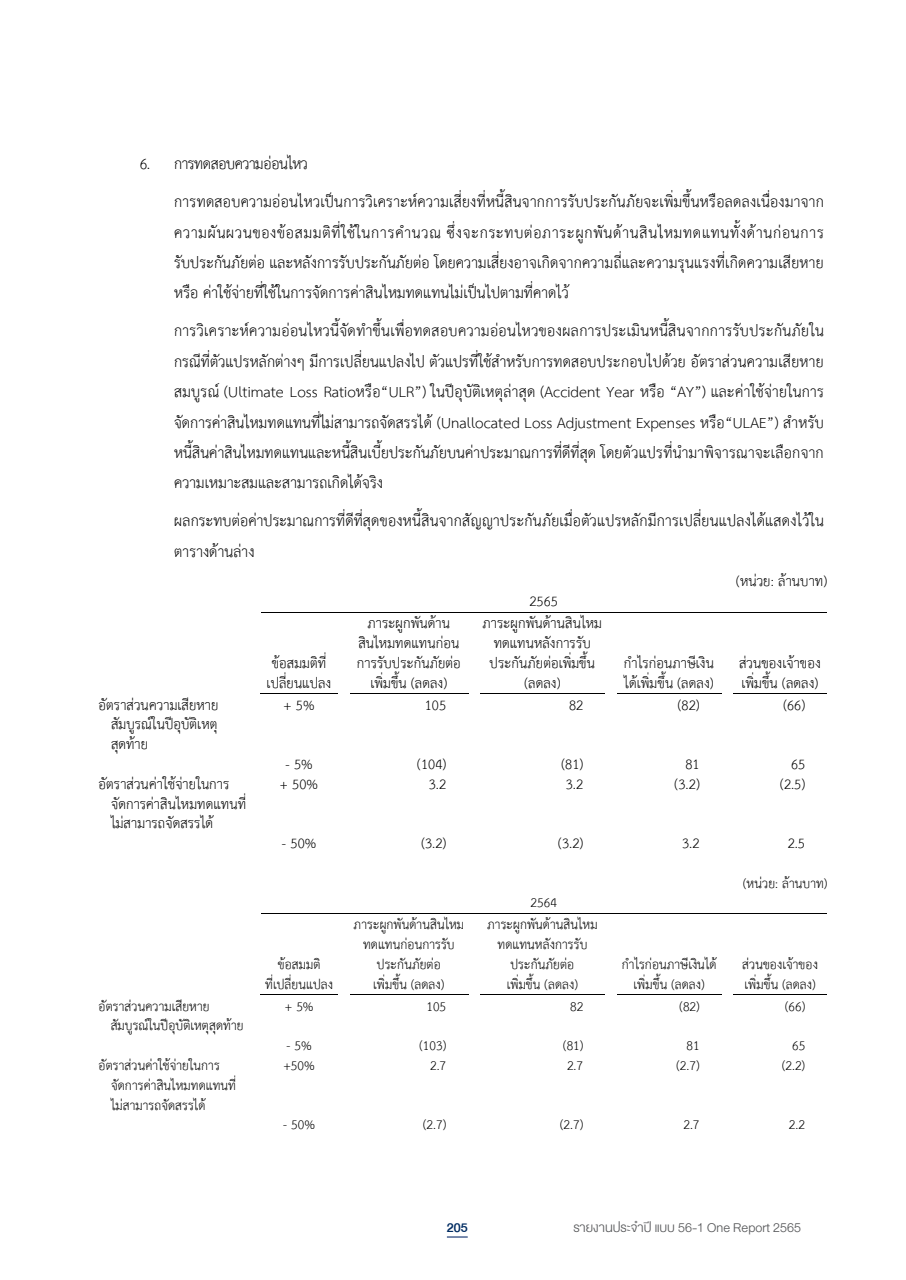 6. การทดสอบความอ่อนไหว
การทดสอบความอ่อนไหวเป็นการวิเคราะห์ความเสี่ยงที่หนี้สินจากการรับประกันภัยจะเพิ่มขึ้นหรือลดลงเนื่องมาจาก
ความผันผวนของข้อสมมติที่ใช้ในการคำนวณ ซึ่งจะกระทบต่อภาระผูกพันด้านสินไหมทดแทนทั้งด้านก่อนการ
รับประกันภัยต่อ และหลังการรับประกันภัยต่อ โดยความเสี่ยงอาจเกิดจากความถี่และความรุนแรงที่เกิดความเสียหาย
หรือ ค่าใช้จ่ายที่ใช้ในการจัดการค่าสินไหมทดแทนไม่เป็นไปตามที่คาดไว้
การวิเคราะห์ความอ่อนไหวนี้จัดทำขึ้นเพื่อทดสอบความอ่อนไหวของผลการประเมินหนี้สินจากการรับประกันภัยใน
กรณีที่ตัวแปรหลักต่างๆ มีการเปลี่ยนแปลงไป ตัวแปรที่ใช้สำหรับการทดสอบประกอบไปด้วย อัตราส่วนความเสียหาย
สมบูรณ์ (Ultimate Loss Ratioหรือ“ULR”) ในปีอุบัติเหตุล่าสุด (Accident Year หรือ “AY”) และค่าใช้จ่ายในการ
จัดการค่าสินไหมทดแทนที่ไม่สามารถจัดสรรได้ (Unallocated Loss Adjustment Expenses หรือ“ULAE”) สำหรับ
หนี้สินค่าสินไหมทดแทนและหนี้สินเบี้ยประกันภัยบนค่าประมาณการที่ดีที่สุด โดยตัวแปรที่นำมาพิจารณาจะเลือกจาก
ความเหมาะสมและสามารถเกิดได้จริง
ผลกระทบต่อค่าประมาณการที่ดีที่สุดของหนี้สินจากสัญญาประกันภัยเมื่อตัวแปรหลักมีการเปลี่ยนแปลงได้แสดงไว้ใน
ตารางด้านล่าง
(หน่วย: ล้านบาท)
2565
ภาระผูกพันด้าน ภาระผูกพันด้านสินไหม
สินไหมทดแทนก่อน ทดแทนหลังการรับ
ข้อสมมติที่ การรับประกันภัยต่อ ประกันภัยต่อเพิ่มขึ้น กำไรก่อนภาษีเงิน ส่วนของเจ้าของ
เปลี่ยนแปลง เพิ่มขึ้น (ลดลง) (ลดลง) ได้เพิ่มขึ้น (ลดลง) เพิ่มขึ้น (ลดลง)
อัตราส่วนความเสียหาย + 5% 105 82 (82) (66)
สัมบูรณ์ในปีอุบัติเหตุ
สุดท้าย
- 5% (104) (81) 81 65
อัตราส่วนค่าใช้จ่ายในการ + 50% 3.2 3.2 (3.2) (2.5)
จัดการค่าสินไหมทดแทนที่
ไม่สามารถจัดสรรได้
- 50% (3.2) (3.2) 3.2 2.5
(หน่วย: ล้านบาท)
2564
ภาระผูกพันด้านสินไหม ภาระผูกพันด้านสินไหม
ทดแทนก่อนการรับ ทดแทนหลังการรับ
ข้อสมมติ ประกันภัยต่อ ประกันภัยต่อ กำไรก่อนภาษีเงินได้ ส่วนของเจ้าของ
ที่เปลี่ยนแปลง เพิ่มขึ้น (ลดลง) เพิ่มขึ้น (ลดลง) เพิ่มขึ้น (ลดลง) เพิ่มขึ้น (ลดลง)
อัตราส่วนความเสียหาย + 5% 105 82 (82) (66)
สัมบูรณ์ในปีอุบัติเหตุสุดท้าย
- 5% (103) (81) 81 65
อัตราส่วนค่าใช้จ่ายในการ +50% 2.7 2.7 (2.7) (2.2)
จัดการค่าสินไหมทดแทนที่
ไม่สามารถจัดสรรได้
- 50% (2.7) (2.7) 2.7 2.2
205 รายงานประจำปี แบบ 56-1 One Report 2565